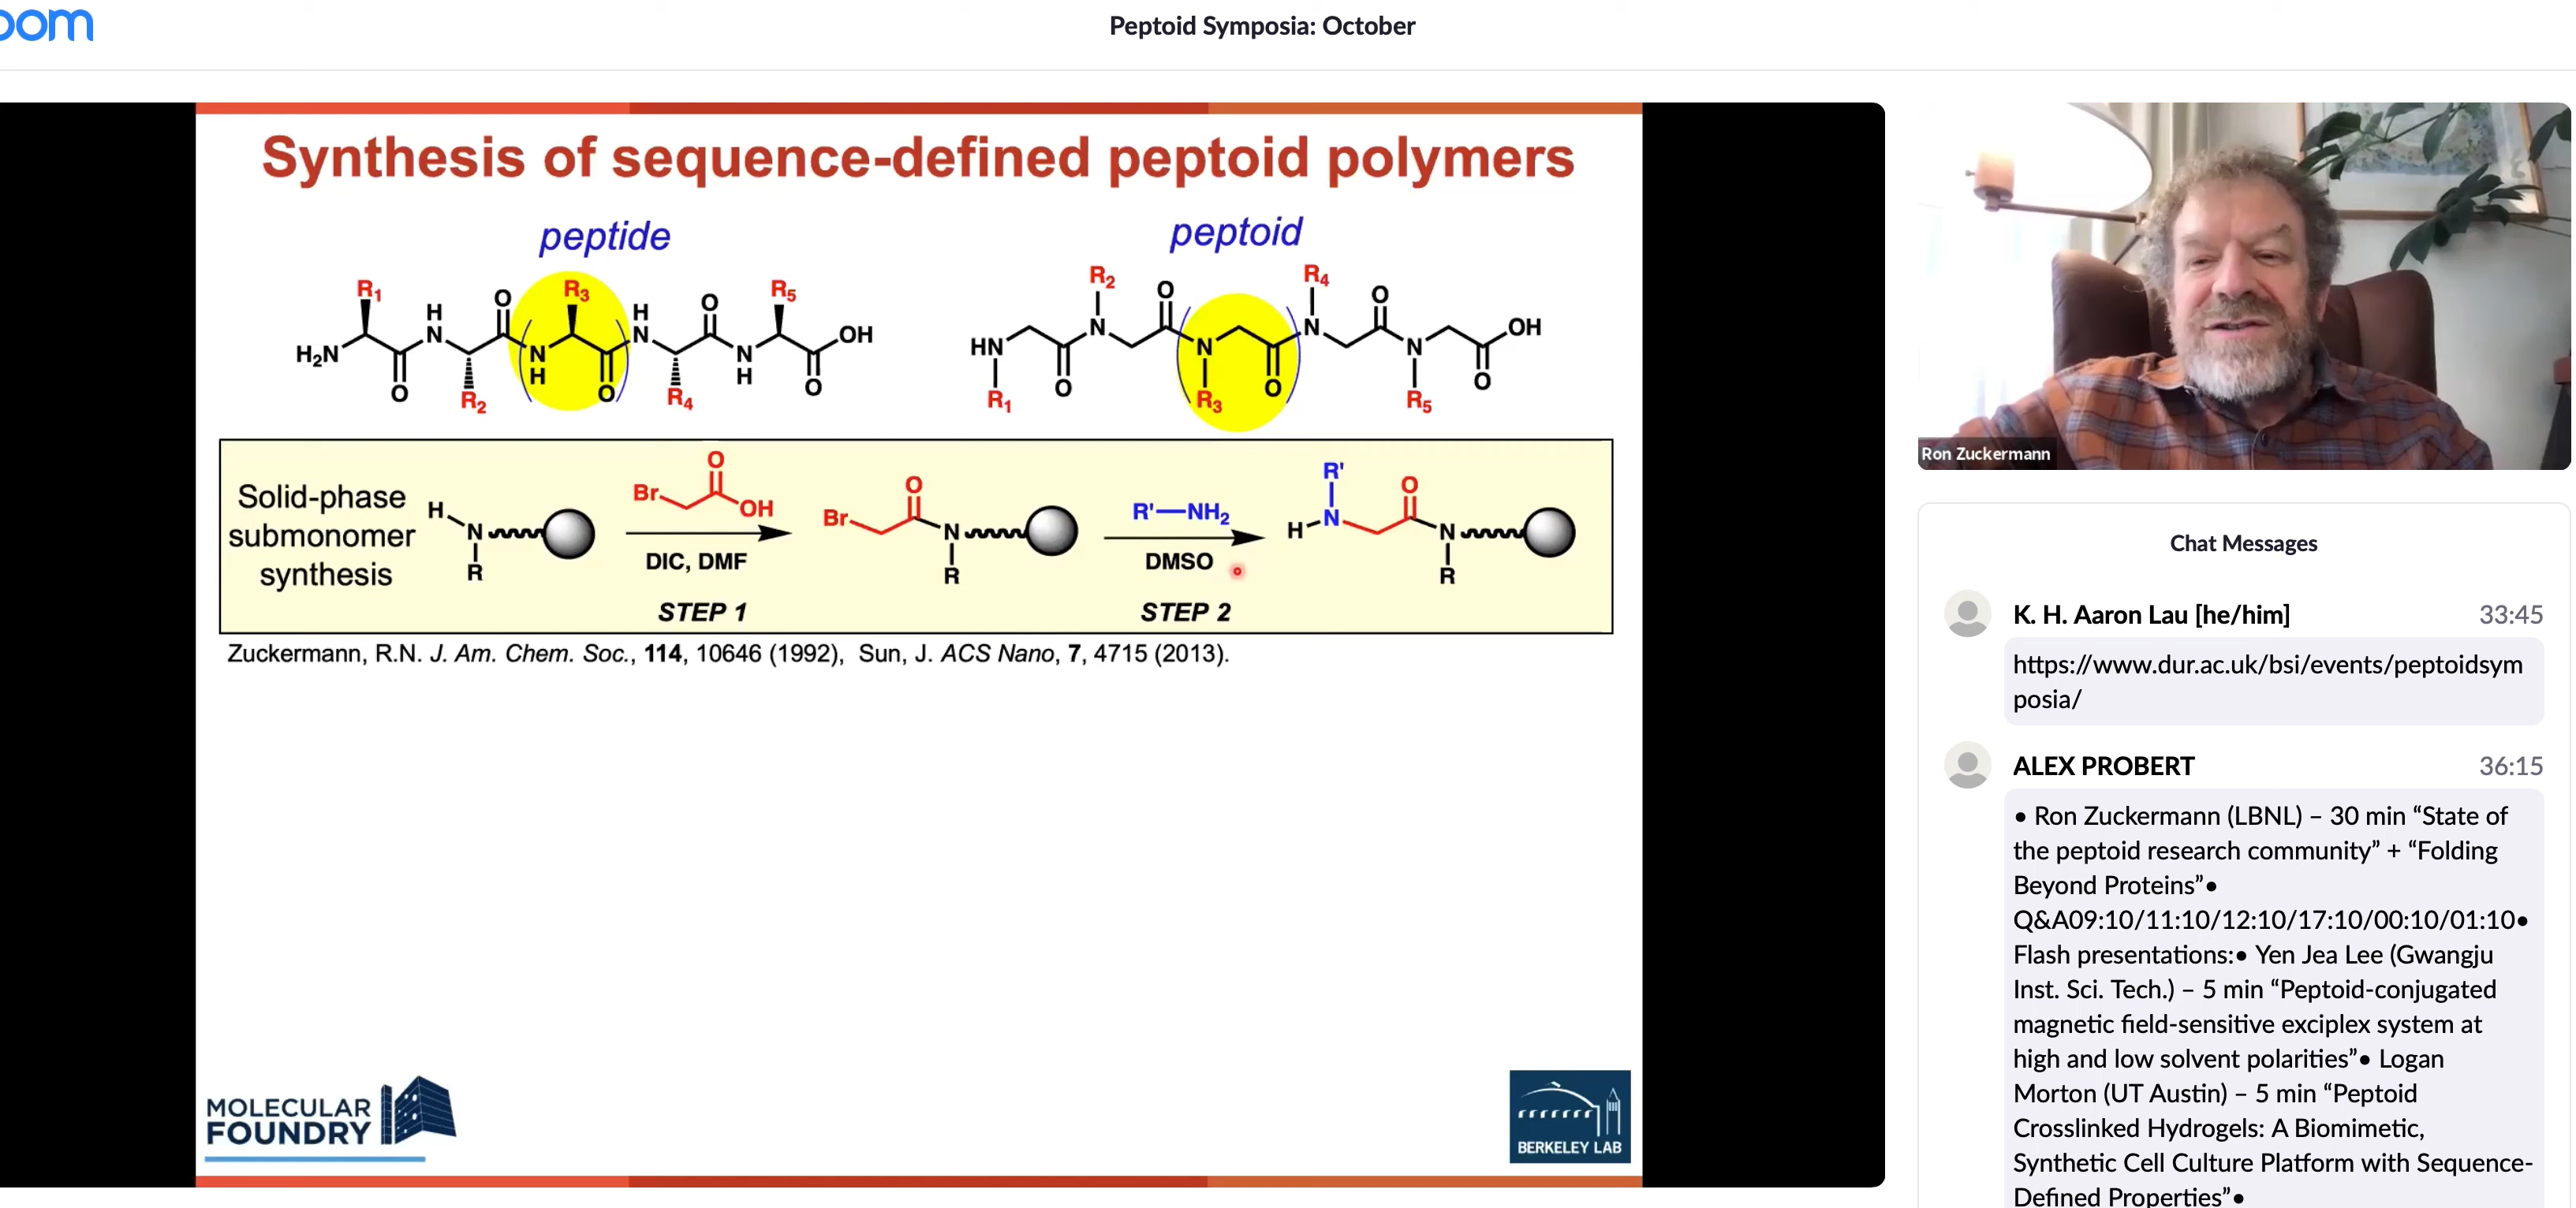 oom
Peptoid Symposia: October
Synthesis of sequence-defined peptoid polymers
peptide
peptoid
R1
H
O
R3
H
O
R5
H2N
N
N
N
OH
O
R2
H
O
R4
N
H
O
R2
O
R4
O
HN
N
N
N
N
OH
R1
O
R3
O
R5
O
Solid-phase
submonomer
synthesis
H
N
R
Br
O
OH
DIC, DMF
STEP 1
Br
O
N
R
R'—NH2
DMSO
STEP 2
R'
H
N
O
N
R
Zuckermann, R.N. J. Am. Chem. Soc., 114, 10646 (1992), Sun, J. ACS Nano, 7, 4715 (2013).
MOLECULAR
FOUNDRY
BERKELEY LAB
Ron Zuckermann
Chat Messages
K. H. Aaron Lau [he/him] 33:45
https://www.dur.ac.uk/bsi/events/peptoidsym
posia/
ALEX PROBERT 36:15
• Ron Zuckermann (LBNL) – 30 min “State of
the peptoid research community” + “Folding
Beyond Proteins”•
Q&A09:10/11:10/12:10/17:10/00:10/01:10•
Flash presentations:• Yen Jea Lee (Gwangju
Inst. Sci. Tech.) – 5 min “Peptoid-conjugated
magnetic field-sensitive exciplex system at
high and low solvent polarities”• Logan
Morton (UT Austin) – 5 min “Peptoid
Crosslinked Hydrogels: A Biomimetic,
Synthetic Cell Culture Platform with Sequence-
Defined Properties”•